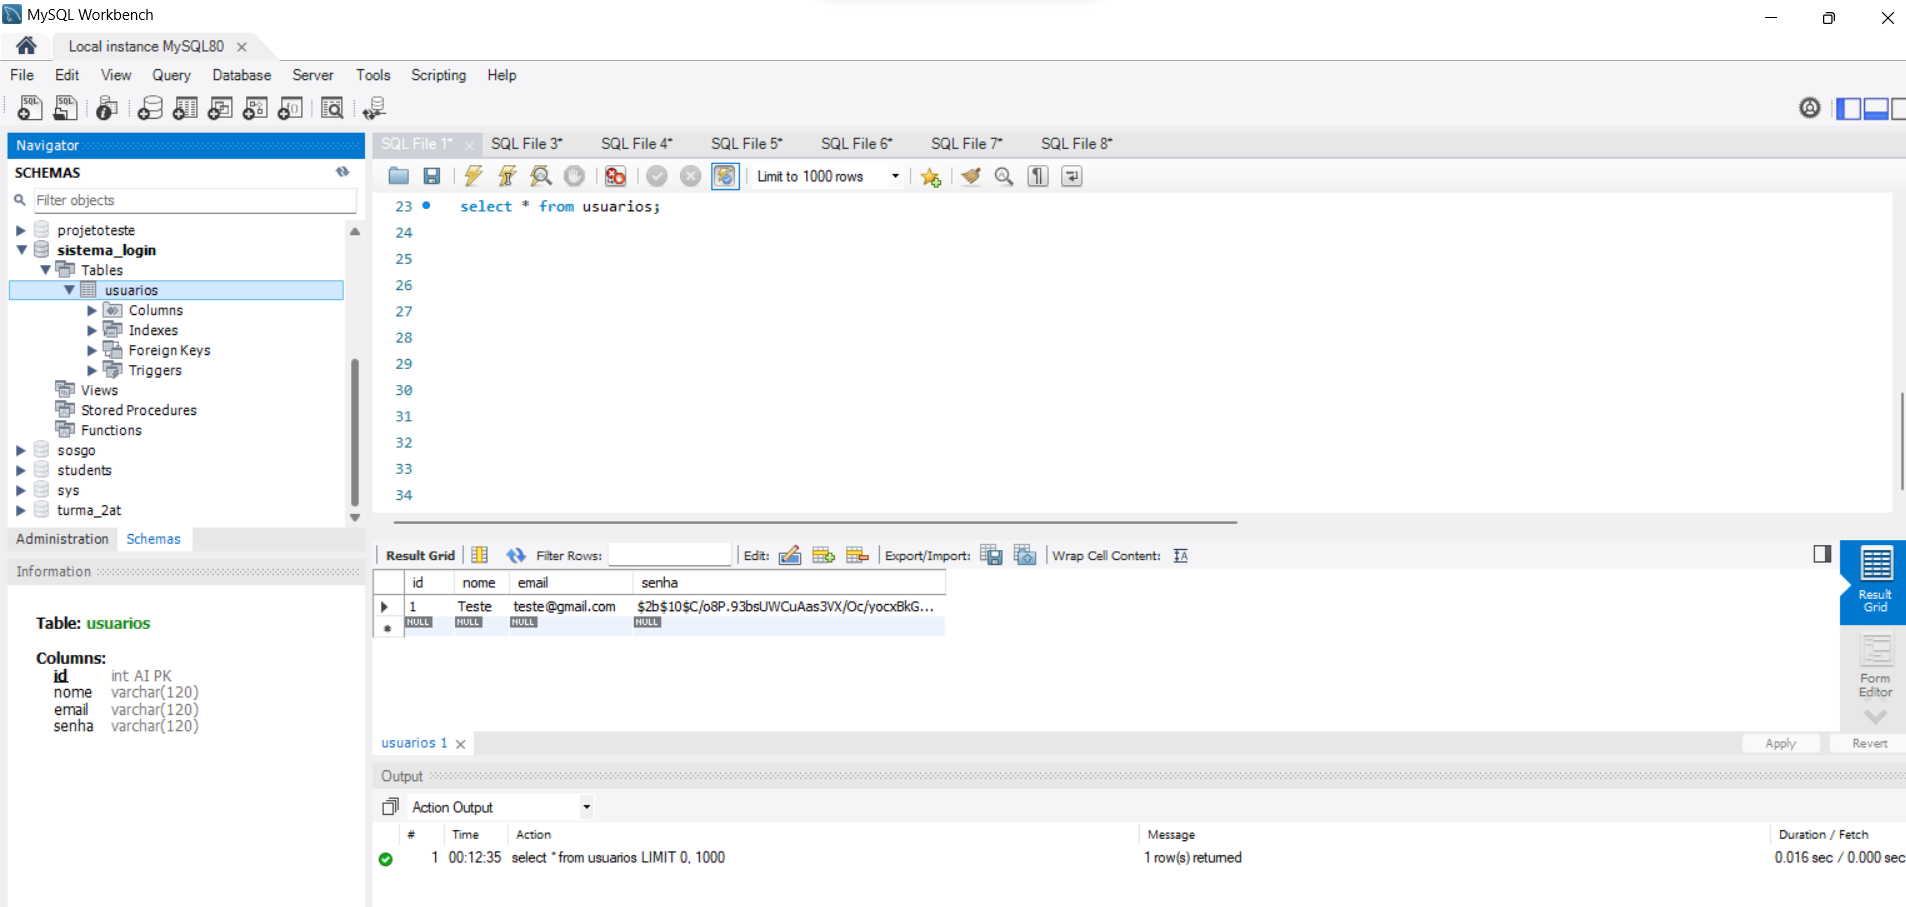 MySQL Workbench
Local instance MySQL80
File Edit View Query Database Server Tools Scripting Help
Navigator
SCHEMAS
Filter objects
projetoteste
sistema_login
Tables
usuarios
Columns
Indexes
Foreign Keys
Triggers
Views
Stored Procedures
Functions
sosgo
students
sys
turma_2at
Administration Schemas
Information
Table: usuarios
Columns:
id int AI PK
nome varchar(120)
email varchar(120)
senha varchar(120)
SQL File 1* SQL File 3* SQL File 4* SQL File 5* SQL File 6* SQL File 7* SQL File 8*
Limit to 1000 rows
23 select * from usuarios;
24
25
26
27
28
29
30
31
32
33
34
Result Grid Filter Rows: Edit: Export/Import: Wrap Cell Content:
id nome email senha
1 Teste teste@gmail.com $2b$10$C/o8P.93bsUWCuAas3VX/Oc/yocxBkG...
NULL NULL NULL NULL
Result Grid
Form Editor
usuarios 1
Apply Revert
Output
Action Output
# Time Action Message Duration / Fetch
1 00:12:35 select * from usuarios LIMIT 0, 1000 1 row(s) returned 0.016 sec / 0.000 sec